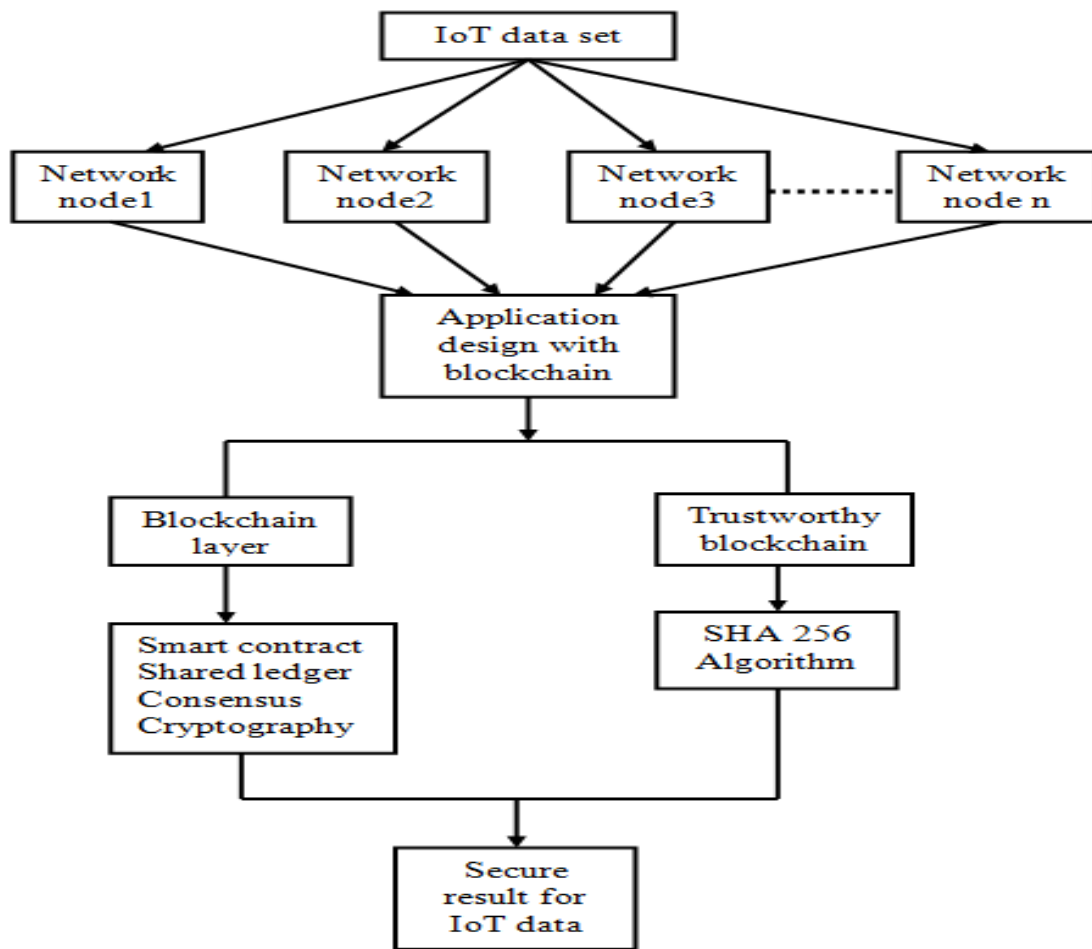 IoT data set
Network
node1
Network
node2
Network
node3
Network
node n
Application
design with
blockchain
Blockchain
layer
Trustworthy
blockchain
Smart contract
Shared ledger
Consensus
Cryptography
SHA 256
Algorithm
Secure
result for
IoT data